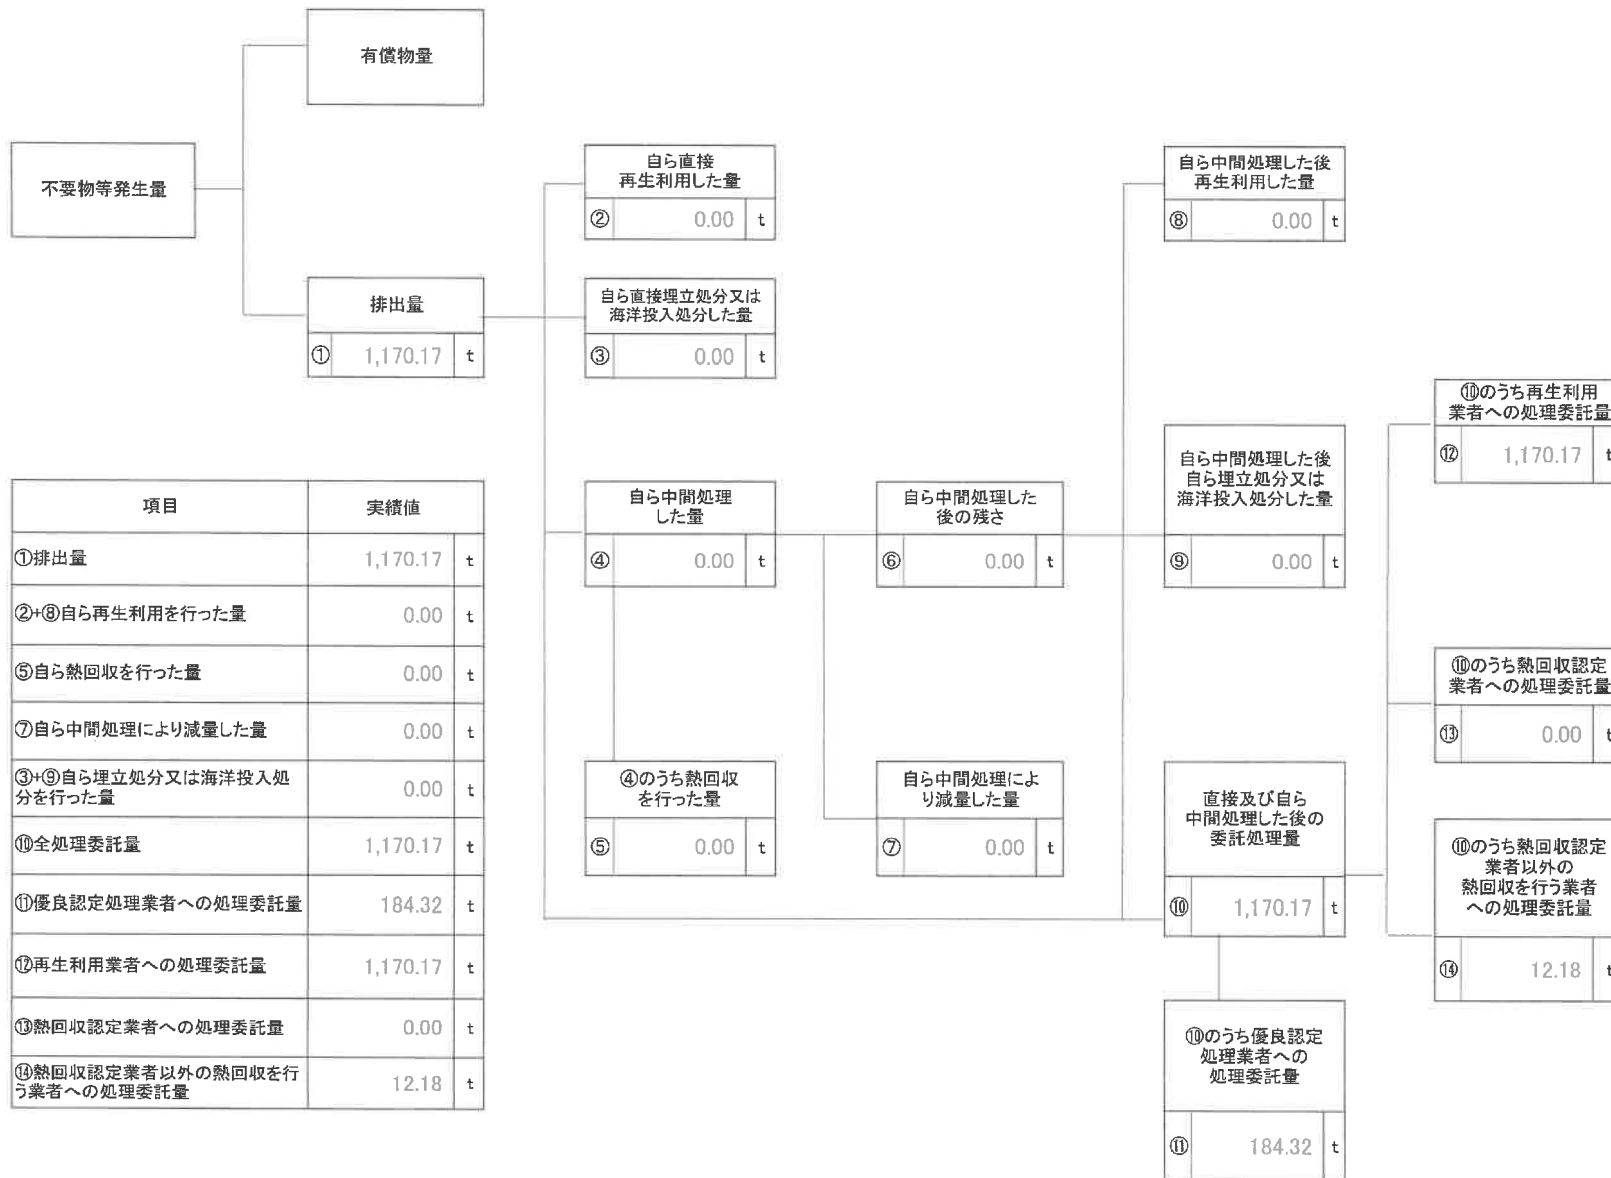 有償物量
不要物等発生量
排出量
① 1,170.17 t
自ら直接
再生利用した量
② 0.00 t
自ら直接埋立処分又は
海洋投入処分した量
③ 0.00 t
自ら中間処理した後
再生利用した量
⑧ 0.00 t
⑩のうち再生利用
業者への処理委託量
⑫ 1,170.17 t
自ら中間処理
した量
④ 0.00 t
自ら中間処理した
後の残さ
⑥ 0.00 t
自ら中間処理した後
自ら埋立処分又は
海洋投入処分した量
⑨ 0.00 t
⑩のうち熱回収認定
業者への処理委託量
⑬ 0.00 t
④のうち熱回収
を行った量
⑤ 0.00 t
自ら中間処理によ
り減量した量
⑦ 0.00 t
直接及び自ら
中間処理した後の
委託処理量
⑩ 1,170.17 t
⑩のうち熱回収認定
業者以外の
熱回収を行う業者
への処理委託量
⑭ 12.18 t
⑩のうち優良認定
処理業者への
処理委託量
⑪ 184.32 t
項目 実績値
①排出量 1,170.17 t
②+⑧自ら再生利用を行った量 0.00 t
⑤自ら熱回収を行った量 0.00 t
⑦自ら中間処理により減量した量 0.00 t
③+⑨自ら埋立処分又は海洋投入処
分を行った量 0.00 t
⑩全処理委託量 1,170.17 t
⑪優良認定処理業者への処理委託量 184.32 t
⑫再生利用業者への処理委託量 1,170.17 t
⑬熱回収認定業者への処理委託量 0.00 t
⑭熱回収認定業者以外の熱回収を行
う業者への処理委託量 12.18 t